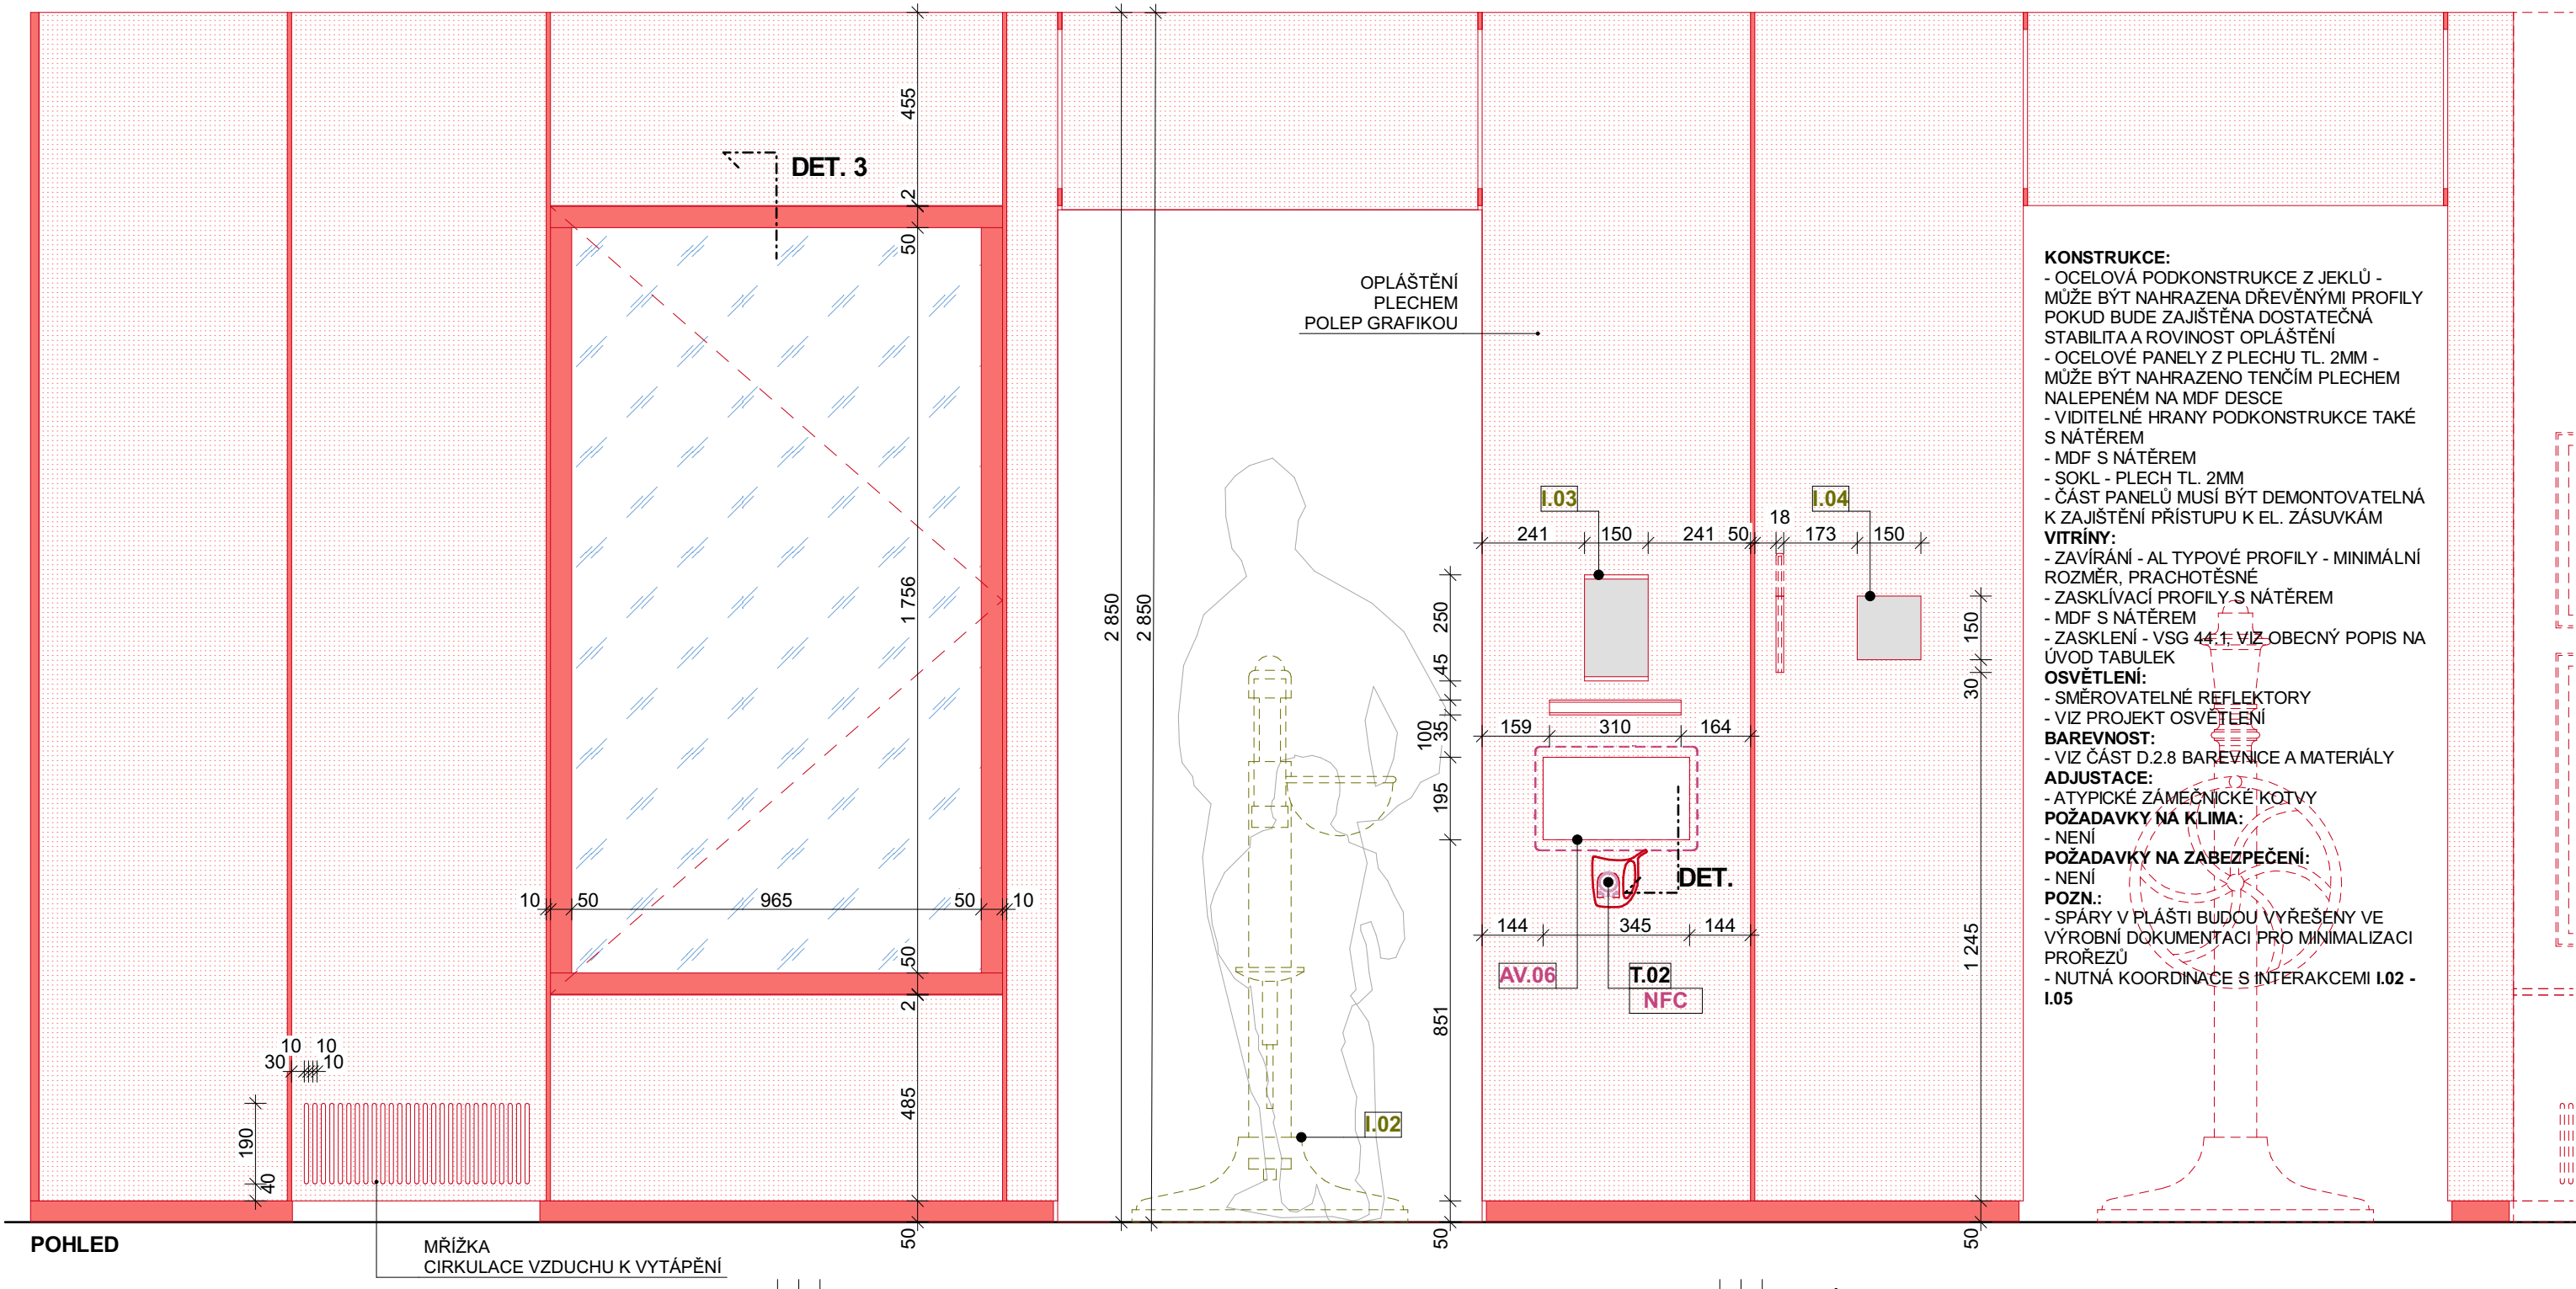 455
DET. 3
2
50
1 756
2 850
2 850
10
50
965
50
10
50
2
485
50
10
10
30
10
190
40
POHLED
MŘÍŽKA
CIRKULACE VZDUCHU K VYTÁPĚNÍ
OPLÁŠTĚNÍ
PLECHEM
POLEP GRAFIKOU
I.02
I.03
I.04
241
150
241
50
18
173
150
250
45
100
35
195
851
50
159
310
164
DET.
144
345
144
AV.06
T.02
NFC
150
30
1 245
50
KONSTRUKCE:
- OCELOVÁ PODKONSTRUKCE Z JEKLŮ -
MŮŽE BÝT NAHRAZENA DŘEVĚNÝMI PROFILY
POKUD BUDE ZAJIŠTĚNA DOSTATEČNÁ
STABILITA A ROVINOST OPLÁŠTĚNÍ
- OCELOVÉ PANELY Z PLECHU TL. 2MM -
MŮŽE BÝT NAHRAZENO TENČÍM PLECHEM
NALEPENÉM NA MDF DESCE
- VIDITELNÉ HRANY PODKONSTRUKCE TAKÉ
S NÁTĚREM
- MDF S NÁTĚREM
- SOKL - PLECH TL. 2MM
- ČÁST PANELŮ MUSÍ BÝT DEMONTOVATELNÁ
K ZAJIŠTĚNÍ PŘÍSTUPU K EL. ZÁSUVKÁM
VITRÍNY:
- ZAVÍRÁNÍ - AL TYPOVÉ PROFILY - MINIMÁLNÍ
ROZMĚR, PRACHOTĚSNÉ
- ZASKLÍVACÍ PROFILY S NÁTĚREM
- MDF S NÁTĚREM
- ZASKLENÍ - VSG 44.1, VIZ OBECNÝ POPIS NA
ÚVOD TABULEK
OSVĚTLENÍ:
- SMĚROVATELNÉ REFLEKTORY
- VIZ PROJEKT OSVĚTLENÍ
BAREVNOST:
- VIZ ČÁST D.2.8 BAREVNICE A MATERIÁLY
ADJUSTACE:
- ATYPICKÉ ZÁMEČNICKÉ KOTVY
POŽADAVKY NA KLIMA:
- NENÍ
POŽADAVKY NA ZABEZPEČENÍ:
- NENÍ
POZN.:
- SPÁRY V PLÁŠTI BUDOU VYŘEŠENY VE
VÝROBNÍ DOKUMENTACI PRO MINIMALIZACI
PROŘEZŮ
- NUTNÁ KOORDINACE S INTERAKCEMI I.02 -
I.05